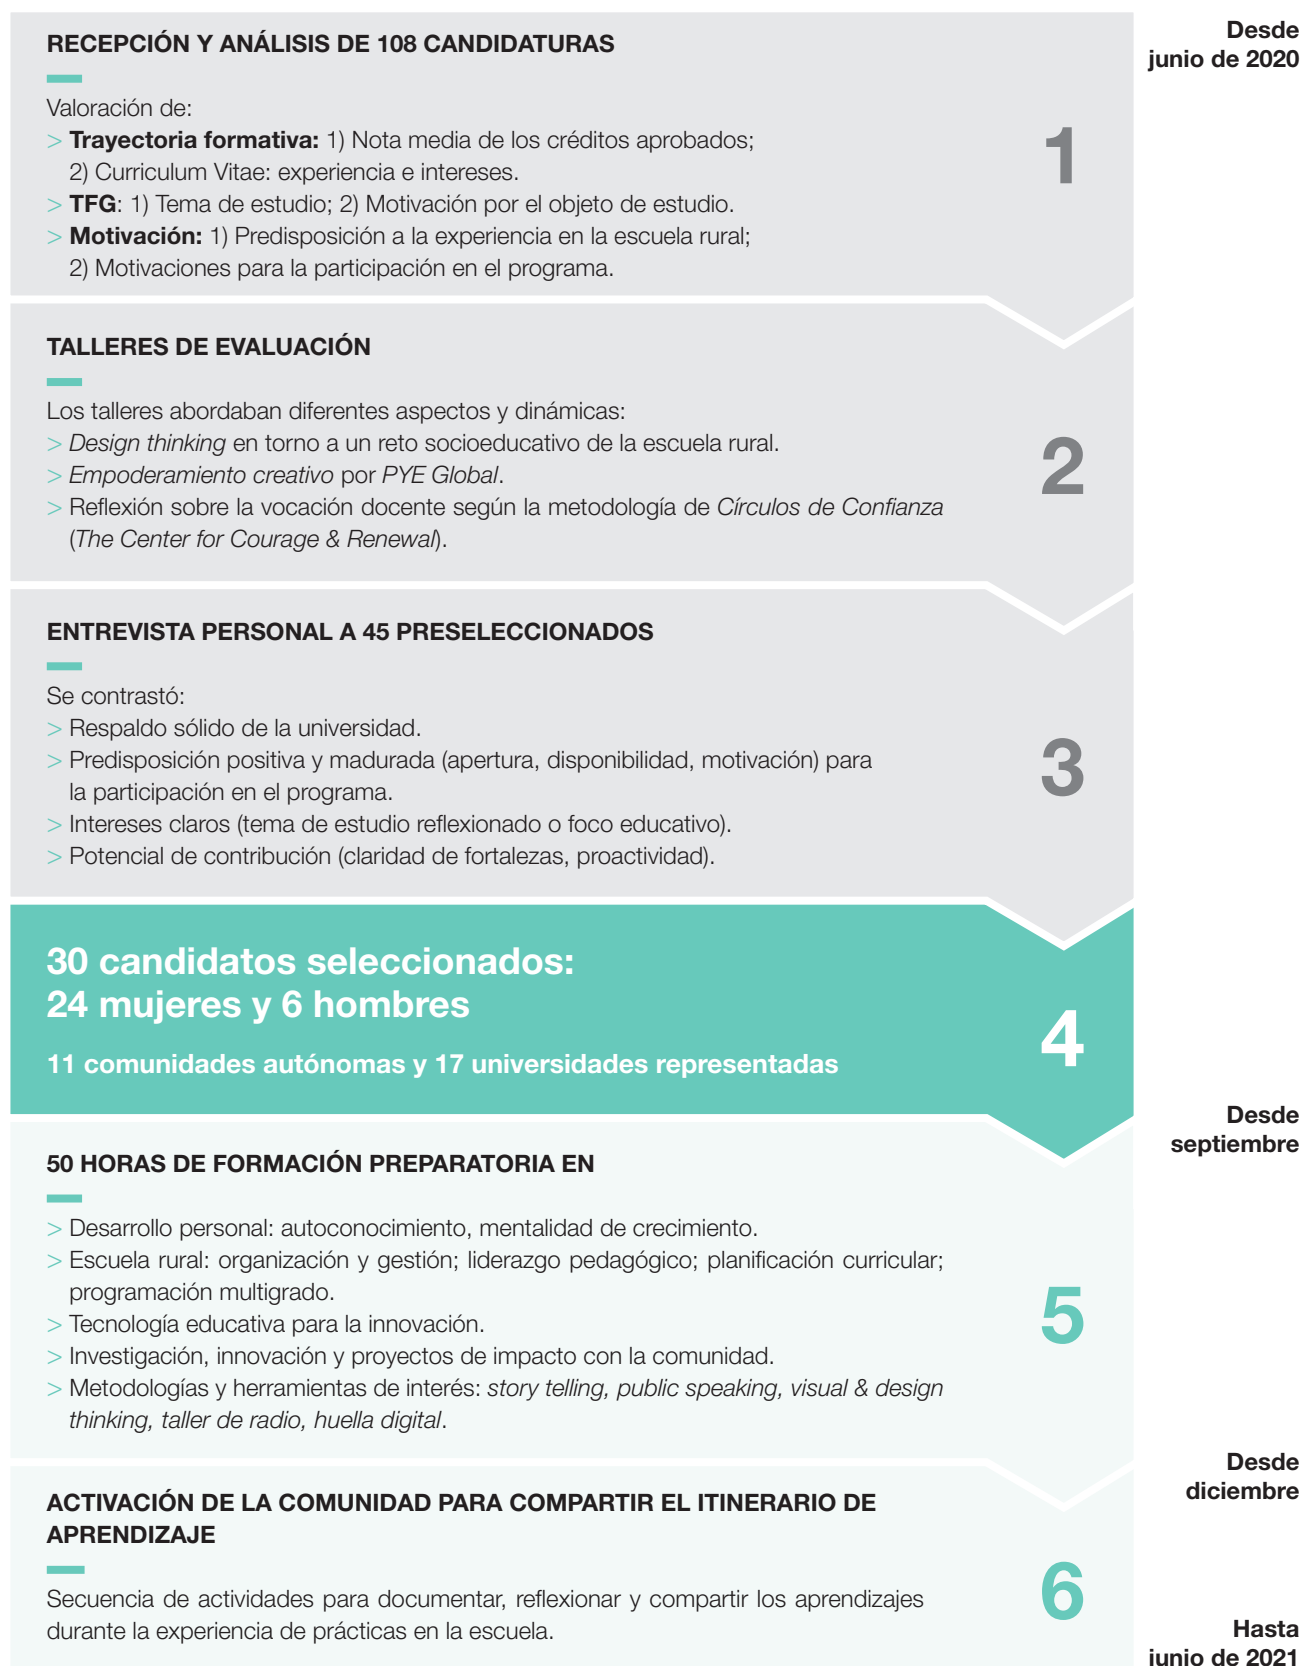 RECEPCIÓN Y ANÁLISIS DE 108 CANDIDATURAS
Desde
junio de 2020
Valoración de:
> Trayectoria formativa: 1) Nota media de los créditos aprobados;
2) Curriculum Vitae: experiencia e intereses.
> TFG: 1) Tema de estudio; 2) Motivación por el objeto de estudio.
> Motivación: 1) Predisposición a la experiencia en la escuela rural;
2) Motivaciones para la participación en el programa.
1
TALLERES DE EVALUACIÓN
Los talleres abordaban diferentes aspectos y dinámicas:
> Design thinking en torno a un reto socioeducativo de la escuela rural.
> Empoderamiento creativo por PYE Global.
> Reflexión sobre la vocación docente según la metodología de Círculos de Confianza
(The Center for Courage & Renewal).
2
ENTREVISTA PERSONAL A 45 PRESELECCIONADOS
Se contrastó:
> Respaldo sólido de la universidad.
> Predisposición positiva y madurada (apertura, disponibilidad, motivación) para
la participación en el programa.
> Intereses claros (tema de estudio reflexionado o foco educativo).
> Potencial de contribución (claridad de fortalezas, proactividad).
3
30 candidatos seleccionados:
24 mujeres y 6 hombres
11 comunidades autónomas y 17 universidades representadas
4
Desde
septiembre
50 HORAS DE FORMACIÓN PREPARATORIA EN
> Desarrollo personal: autoconocimiento, mentalidad de crecimiento.
> Escuela rural: organización y gestión; liderazgo pedagógico; planificación curricular;
programación multigrado.
> Tecnología educativa para la innovación.
> Investigación, innovación y proyectos de impacto con la comunidad.
> Metodologías y herramientas de interés: story telling, public speaking, visual & design
thinking, taller de radio, huella digital.
5
Desde
diciembre
ACTIVACIÓN DE LA COMUNIDAD PARA COMPARTIR EL ITINERARIO DE
APRENDIZAJE
Secuencia de actividades para documentar, reflexionar y compartir los aprendizajes
durante la experiencia de prácticas en la escuela.
6
Hasta
junio de 2021